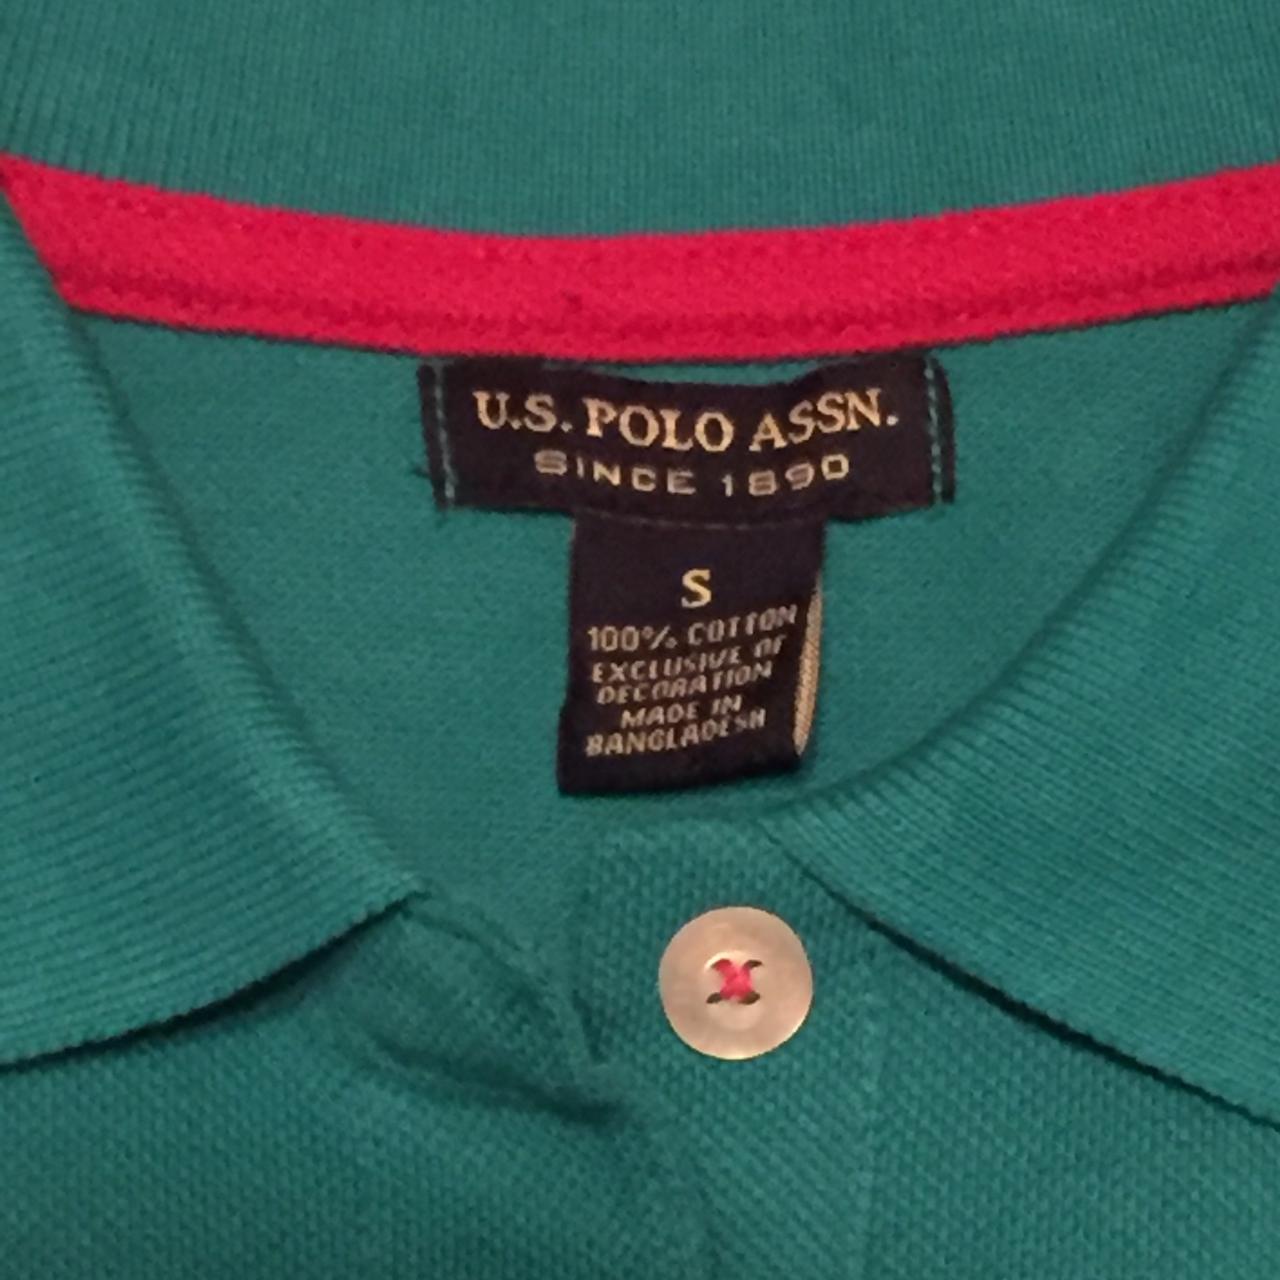 U.S. POLO ASSN.
SINCE 1890
S
100% COTTON
EXCLUSIVE OF
DECORATION
MADE IN
BANGLADESH